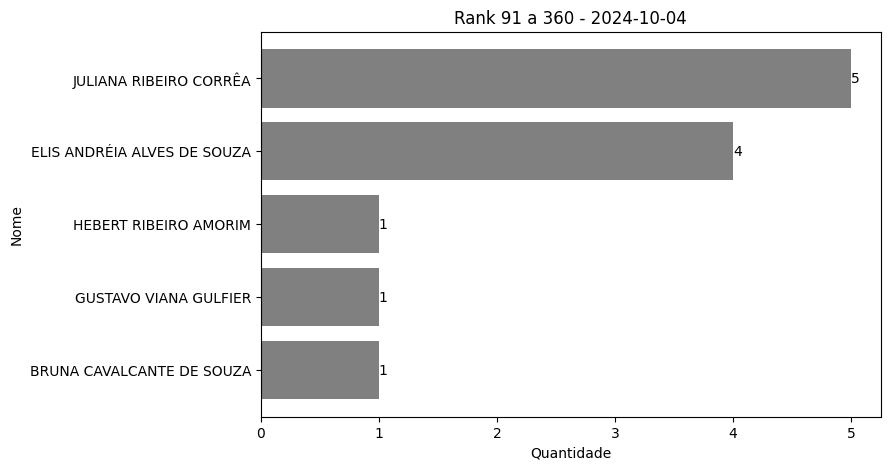 Rank 91 a 360 - 2024-10-04
JULIANA RIBEIRO CORRÊA
5
ELIS ANDRÉIA ALVES DE SOUZA
4
HEBERT RIBEIRO AMORIM
1
GUSTAVO VIANA GULFIER
1
BRUNA CAVALCANTE DE SOUZA
1
Nome
0 1 2 3 4 5
Quantidade